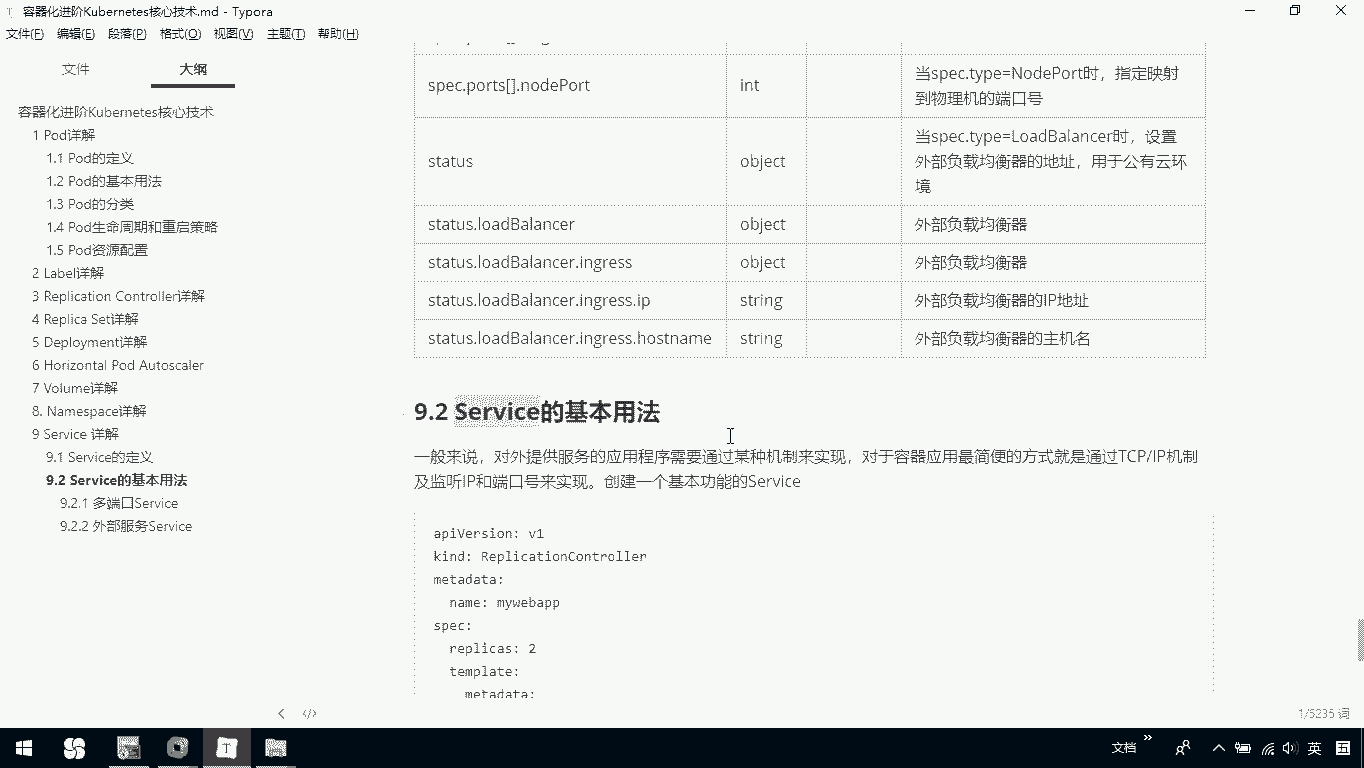 容器化进阶Kubernetes核心技术.md - Typora
文件(F) 编辑(E) 段落(P) 格式(O) 视图(V) 主题(T) 帮助(H)
文件 大纲
容器化进阶Kubernetes核心技术
1 Pod详解
1.1 Pod的定义
1.2 Pod的基本用法
1.3 Pod的分类
1.4 Pod生命周期和重启策略
1.5 Pod资源配置
2 Label详解
3 Replication Controller详解
4 Replica Set详解
5 Deployment详解
6 Horizontal Pod Autoscaler
7 Volume详解
8. Namespace详解
9 Service 详解
9.1 Service的定义
9.2 Service的基本用法
9.2.1 多端口Service
9.2.2 外部服务Service
spec.ports[].nodePort int 当spec.type=NodePort时，指定映射
到物理机的端口号
status object 当spec.type=LoadBalancer时，设置
外部负载均衡器的地址，用于公有云环
境
status.loadBalancer object 外部负载均衡器
status.loadBalancer.ingress object 外部负载均衡器
status.loadBalancer.ingress.ip string 外部负载均衡器的IP地址
status.loadBalancer.ingress.hostname string 外部负载均衡器的主机名
9.2 Service的基本用法
一般来说，对外提供服务的应用程序需要通过某种机制来实现，对于容器应用最简便的方式就是通过TCP/IP机制
及监听IP和端口号来实现。创建一个基本功能的Service
apiVersion: v1
kind: ReplicationController
metadata:
name: mywebapp
spec:
replicas: 2
template:
metadata:
1/5235 词
文档
英
五